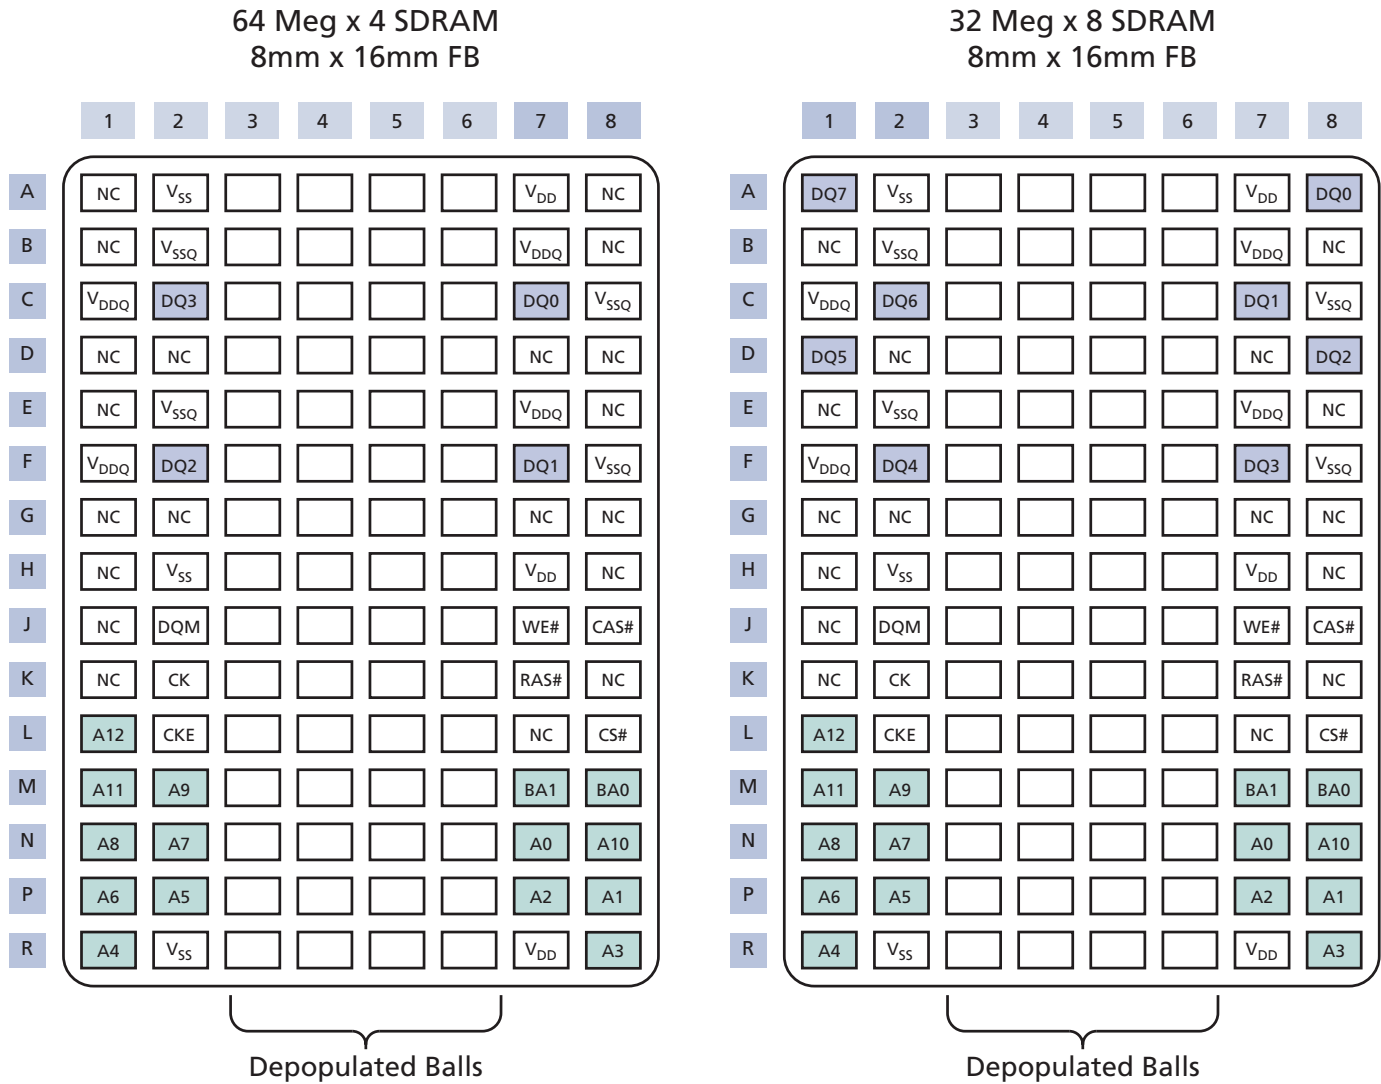 64 Meg x 4 SDRAM
8mm x 16mm FB
1 2 3 4 5 6 7 8
A NC VSS VDD NC
B NC VSSQ VDDQ NC
C VDDQ DQ3 DQ0 VSSQ
D NC NC NC NC
E NC VSSQ VDDQ NC
F VDDQ DQ2 DQ1 VSSQ
G NC NC NC NC
H NC VSS VDD NC
J NC DQM WE# CAS#
K NC CK RAS# NC
L A12 CKE NC CS#
M A11 A9 BA1 BA0
N A8 A7 A0 A10
P A6 A5 A2 A1
R A4 VSS VDD A3
Depopulated Balls
32 Meg x 8 SDRAM
8mm x 16mm FB
1 2 3 4 5 6 7 8
A DQ7 VSS VDD DQ0
B NC VSSQ VDDQ NC
C VDDQ DQ6 DQ1 VSSQ
D DQ5 NC NC DQ2
E NC VSSQ VDDQ NC
F VDDQ DQ4 DQ3 VSSQ
G NC NC NC NC
H NC VSS VDD NC
J NC DQM WE# CAS#
K NC CK RAS# NC
L A12 CKE NC CS#
M A11 A9 BA1 BA0
N A8 A7 A0 A10
P A6 A5 A2 A1
R A4 VSS VDD A3
Depopulated Balls